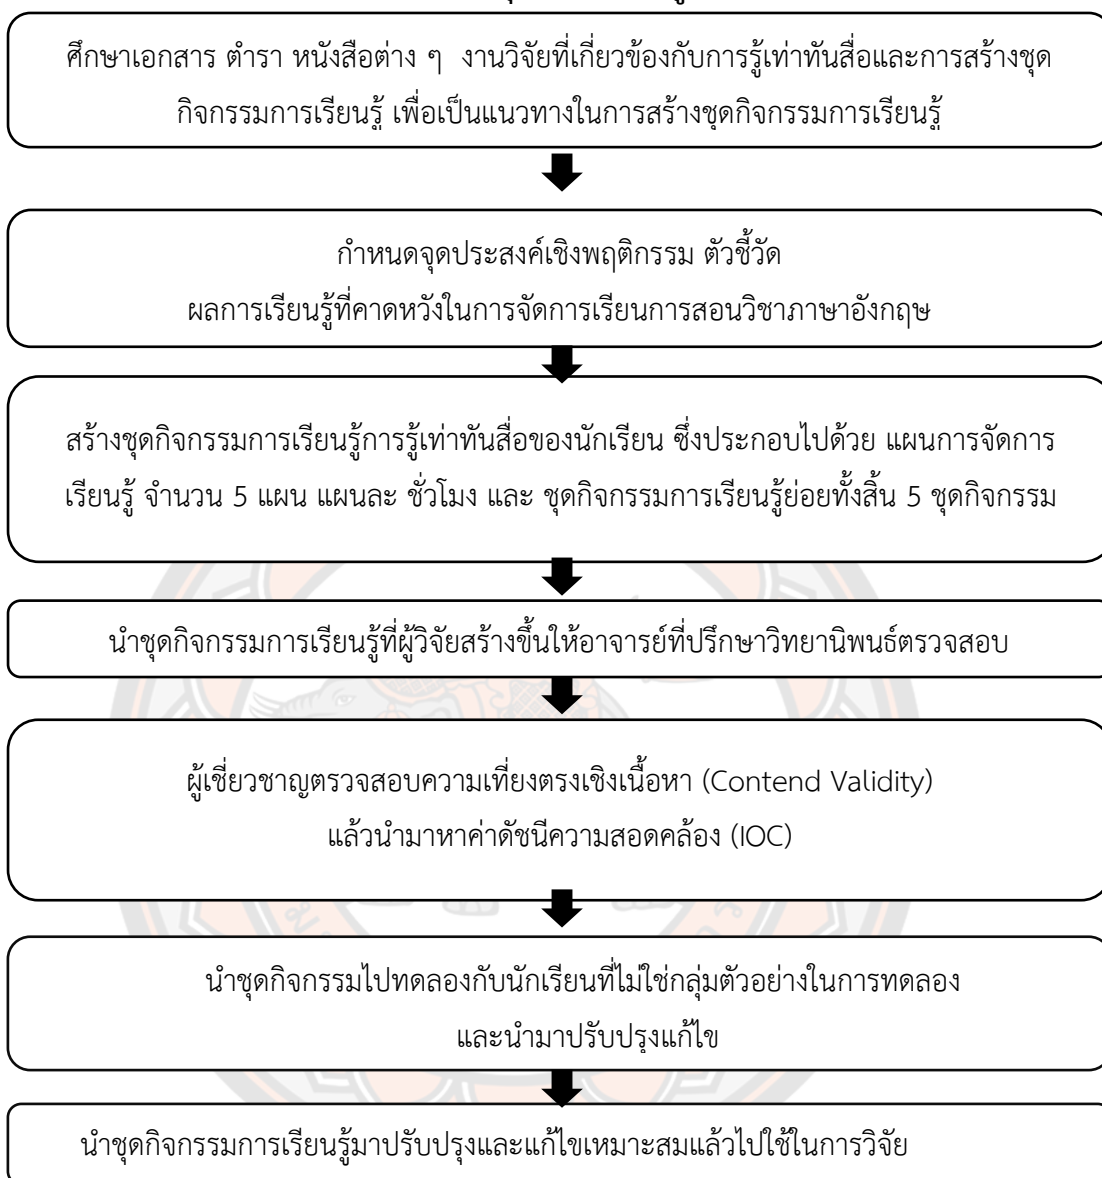 ศึกษาเอกสาร ตำรา หนังสือต่าง ๆ งานวิจัยที่เกี่ยวข้องกับการรู้เท่าทันสื่อและการสร้างชุด
กิจกรรมการเรียนรู้ เพื่อเป็นแนวทางในการสร้างชุดกิจกรรมการเรียนรู้
กำหนดจุดประสงค์เชิงพฤติกรรม ตัวชี้วัด
ผลการเรียนรู้ที่คาดหวังในการจัดการเรียนการสอนวิชาภาษาอังกฤษ
สร้างชุดกิจกรรมการเรียนรู้การรู้เท่าทันสื่อของนักเรียน ซึ่งประกอบไปด้วย แผนการจัดการ
เรียนรู้ จำนวน 5 แผน แผนละ ชั่วโมง และ ชุดกิจกรรมการเรียนรู้ย่อยทั้งสิ้น 5 ชุดกิจกรรม
นำชุดกิจกรรมการเรียนรู้ที่ผู้วิจัยสร้างขึ้นให้อาจารย์ที่ปรึกษาวิทยานิพนธ์ตรวจสอบ
ผู้เชี่ยวชาญตรวจสอบความเที่ยงตรงเชิงเนื้อหา (Contend Validity)
แล้วนำมาหาค่าดัชนีความสอดคล้อง (IOC)
นำชุดกิจกรรมไปทดลองกับนักเรียนที่ไม่ใช่กลุ่มตัวอย่างในการทดลอง
และนำมาปรับปรุงแก้ไข
นำชุดกิจกรรมการเรียนรู้มาปรับปรุงและแก้ไขเหมาะสมแล้วไปใช้ในการวิจัย